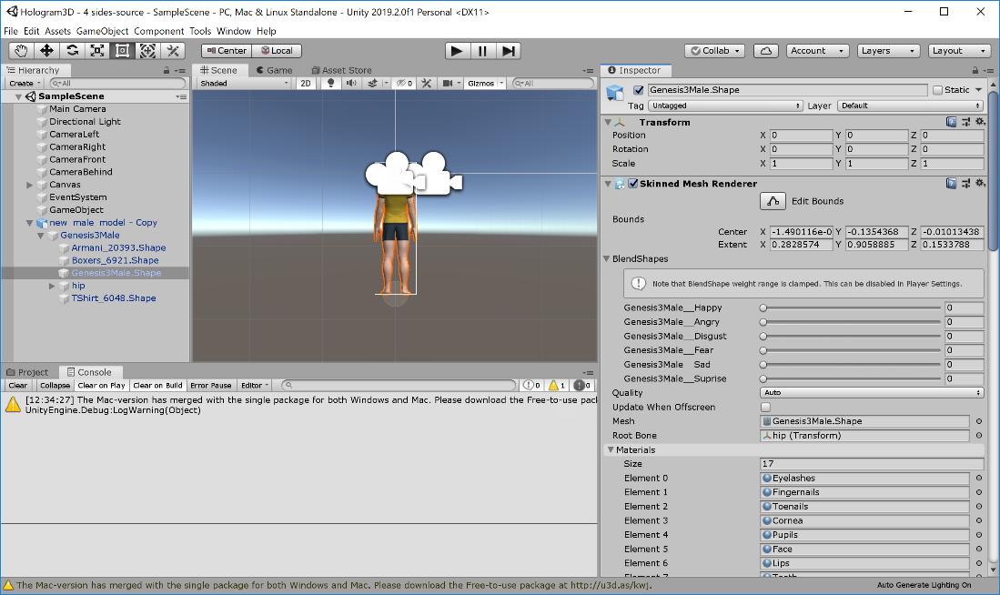 Hologram3D - 4 sides-source - SampleScene - PC, Mac & Linux Standalone - Unity 2019.2.0f1 Personal <DX11>
File Edit Assets GameObject Component Tools Window Help
Center Local Collab Account Layers Layout
Hierarchy
Create All
SampleScene
Main Camera
Directional Light
CameraLeft
CameraRight
CameraFront
CameraBehind
Canvas
EventSystem
GameObject
new_male_model - Copy
Genesis3Male
Armani_20393.Shape
Boxers_6921.Shape
Genesis3Male.Shape
hip
TShirt_6048.Shape
Scene Game Asset Store
Shaded 2D 0 Gizmos All
Project Console
Clear Collapse Clear on Play Clear on Build Error Pause Editor 0 1 0
[12:34:27] The Mac-version has merged with the single package for both Windows and Mac. Please download the Free-to-use pac
UnityEngine.Debug:LogWarning(Object)
Inspector
Genesis3Male.Shape Static
Tag Untagged Layer Default
Transform
Position X 0 Y 0 Z 0
Rotation X 0 Y 0 Z 0
Scale X 1 Y 1 Z 1
Skinned Mesh Renderer
Edit Bounds
Bounds
Center X -1.490116e-0 Y -0.1354368 Z -0.01013438
Extent X 0.2828574 Y 0.9058885 Z 0.1533788
BlendShapes
Note that BlendShape weight range is clamped. This can be disabled in Player Settings.
Genesis3Male__Happy 0
Genesis3Male__Angry 0
Genesis3Male__Disgust 0
Genesis3Male__Fear 0
Genesis3Male__Sad 0
Genesis3Male__Suprise 0
Quality Auto
Update When Offscreen
Mesh Genesis3Male.Shape
Root Bone hip (Transform)
Materials
Size 17
Element 0 Eyelashes
Element 1 Fingernails
Element 2 Toenails
Element 3 Cornea
Element 4 Pupils
Element 5 Face
Element 6 Lips
Element 7 Teeth
The Mac-version has merged with the single package for both Windows and Mac. Please download the Free-to-use package at http://u3d.as/kwj.
Auto Generate Lighting On